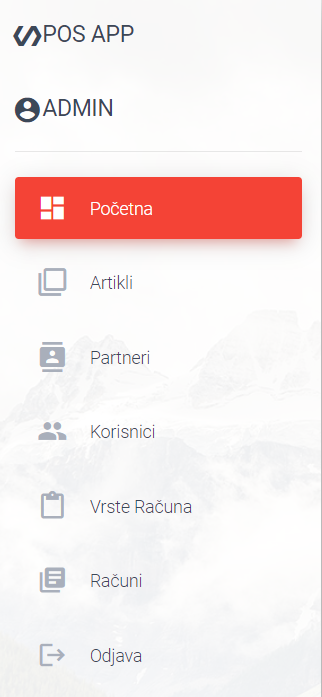 POS APP
ADMIN
Početna
Artikli
Partneri
Korisnici
Vrste Računa
Računi
Odjava